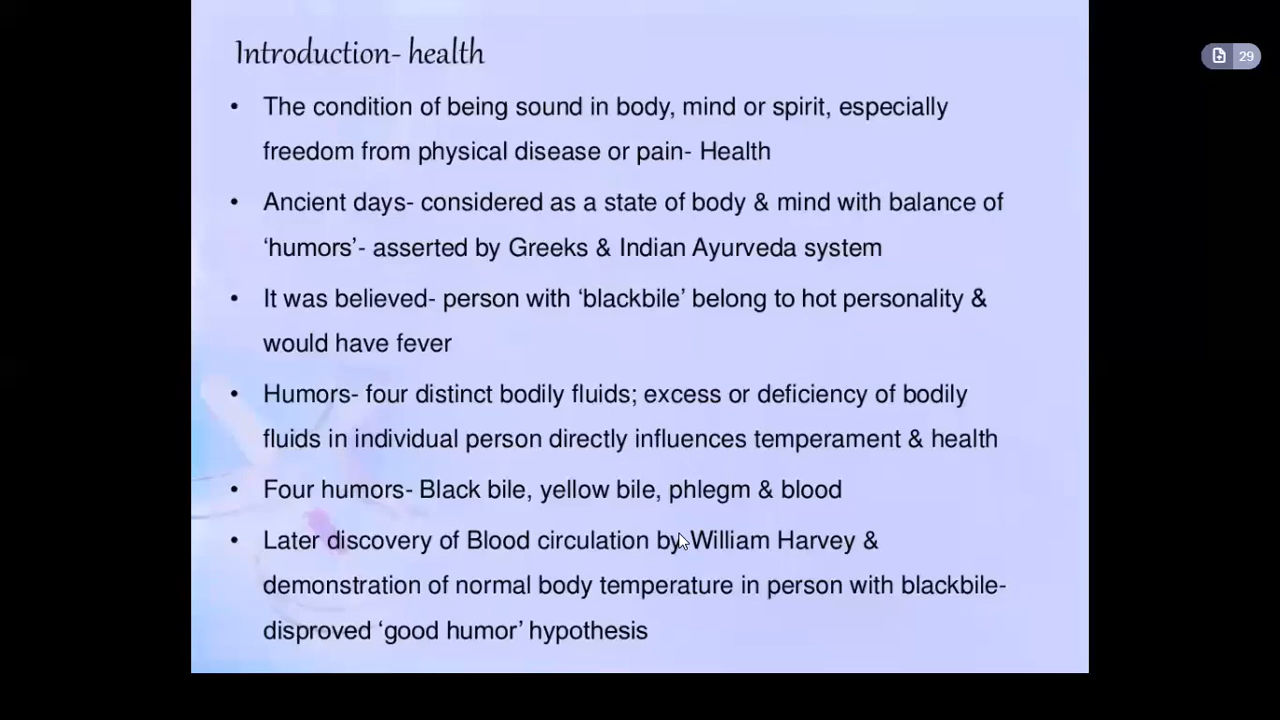 Introduction- health
• The condition of being sound in body, mind or spirit, especially
freedom from physical disease or pain- Health
• Ancient days- considered as a state of body & mind with balance of
‘humors’- asserted by Greeks & Indian Ayurveda system
• It was believed- person with ‘blackbile’ belong to hot personality &
would have fever
• Humors- four distinct bodily fluids; excess or deficiency of bodily
fluids in individual person directly influences temperament & health
• Four humors- Black bile, yellow bile, phlegm & blood
• Later discovery of Blood circulation by William Harvey &
demonstration of normal body temperature in person with blackbile-
disproved ‘good humor’ hypothesis
29